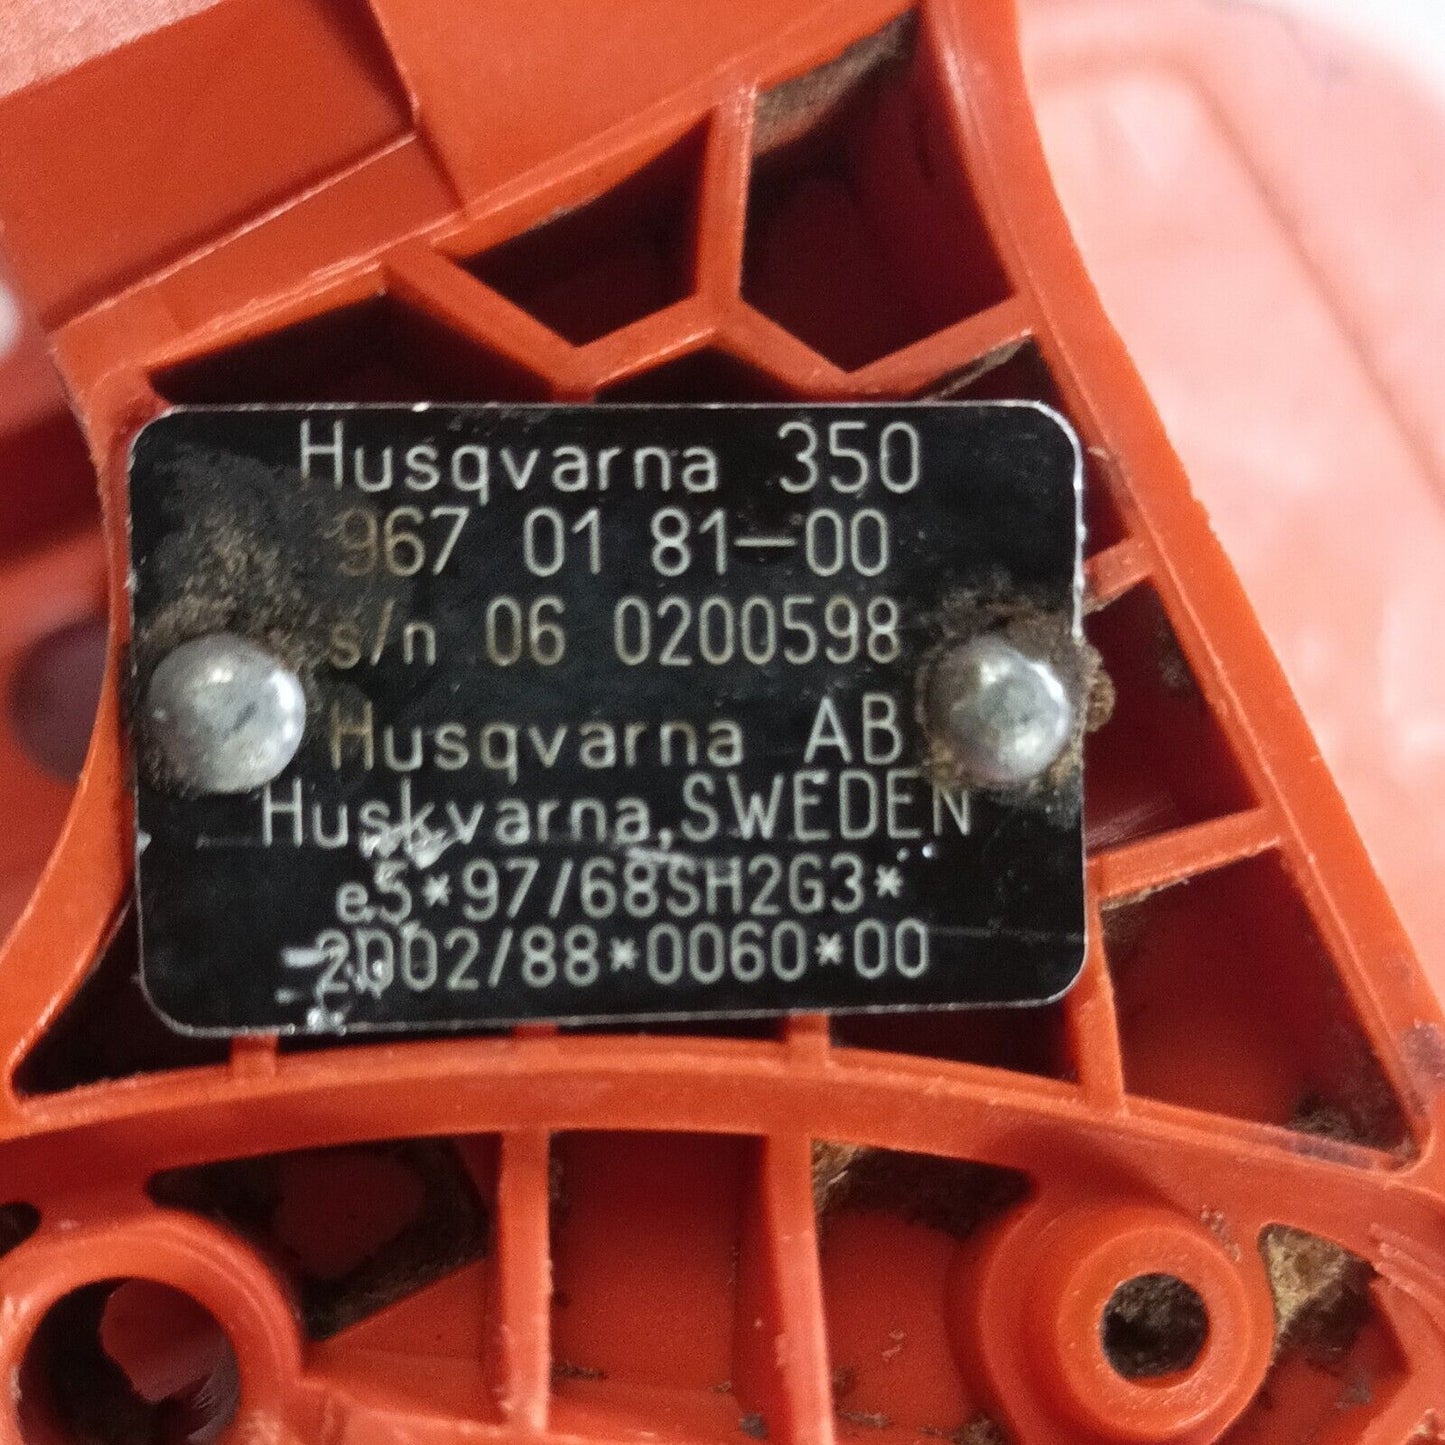 Husqvarna 350
967 01 81-00
s/n 06 0200598
Husqvarna AB
Huskvarna, SWEDEN
e5*97/68SH2G3*
2002/88*0060*00